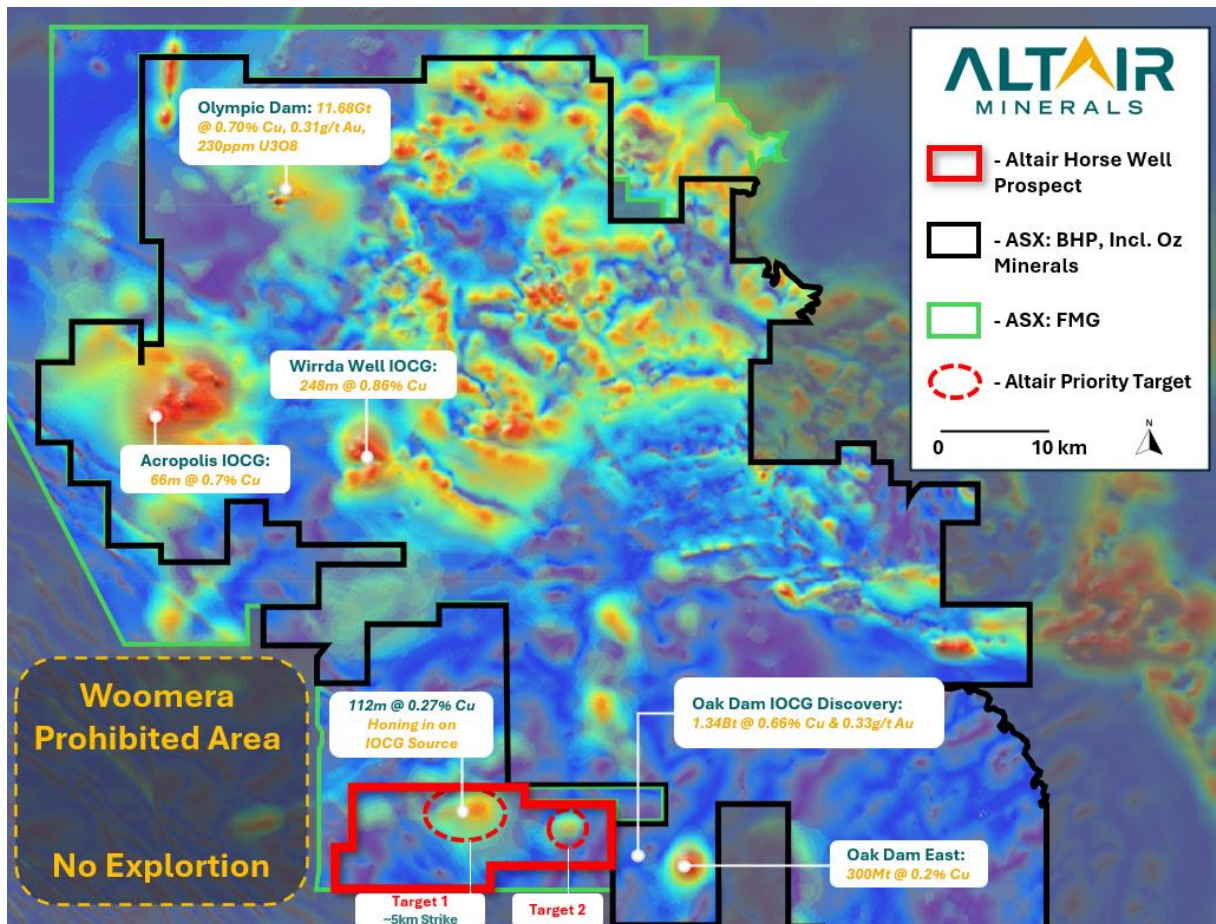 Olympic Dam: 11.68Gt
@ 0.70% Cu, 0.31g/t Au,
230ppm U3O8
ALTAIR
MINERALS
- Altair Horse Well
Prospect
- ASX: BHP, Incl. Oz
Minerals
- ASX: FMG
- Altair Priority Target
0 10 km
N
Wirrda Well IOCG:
248m @ 0.86% Cu
Acropolis IOCG:
66m @ 0.7% Cu
Woomera
Prohibited Area
No Explortion
112m @ 0.27% Cu
Honing in on
IOCG Source
Oak Dam IOCG Discovery:
1.34Bt @ 0.66% Cu & 0.33g/t Au
Oak Dam East:
300Mt @ 0.2% Cu
Target 1
~5km Strike
Target 2